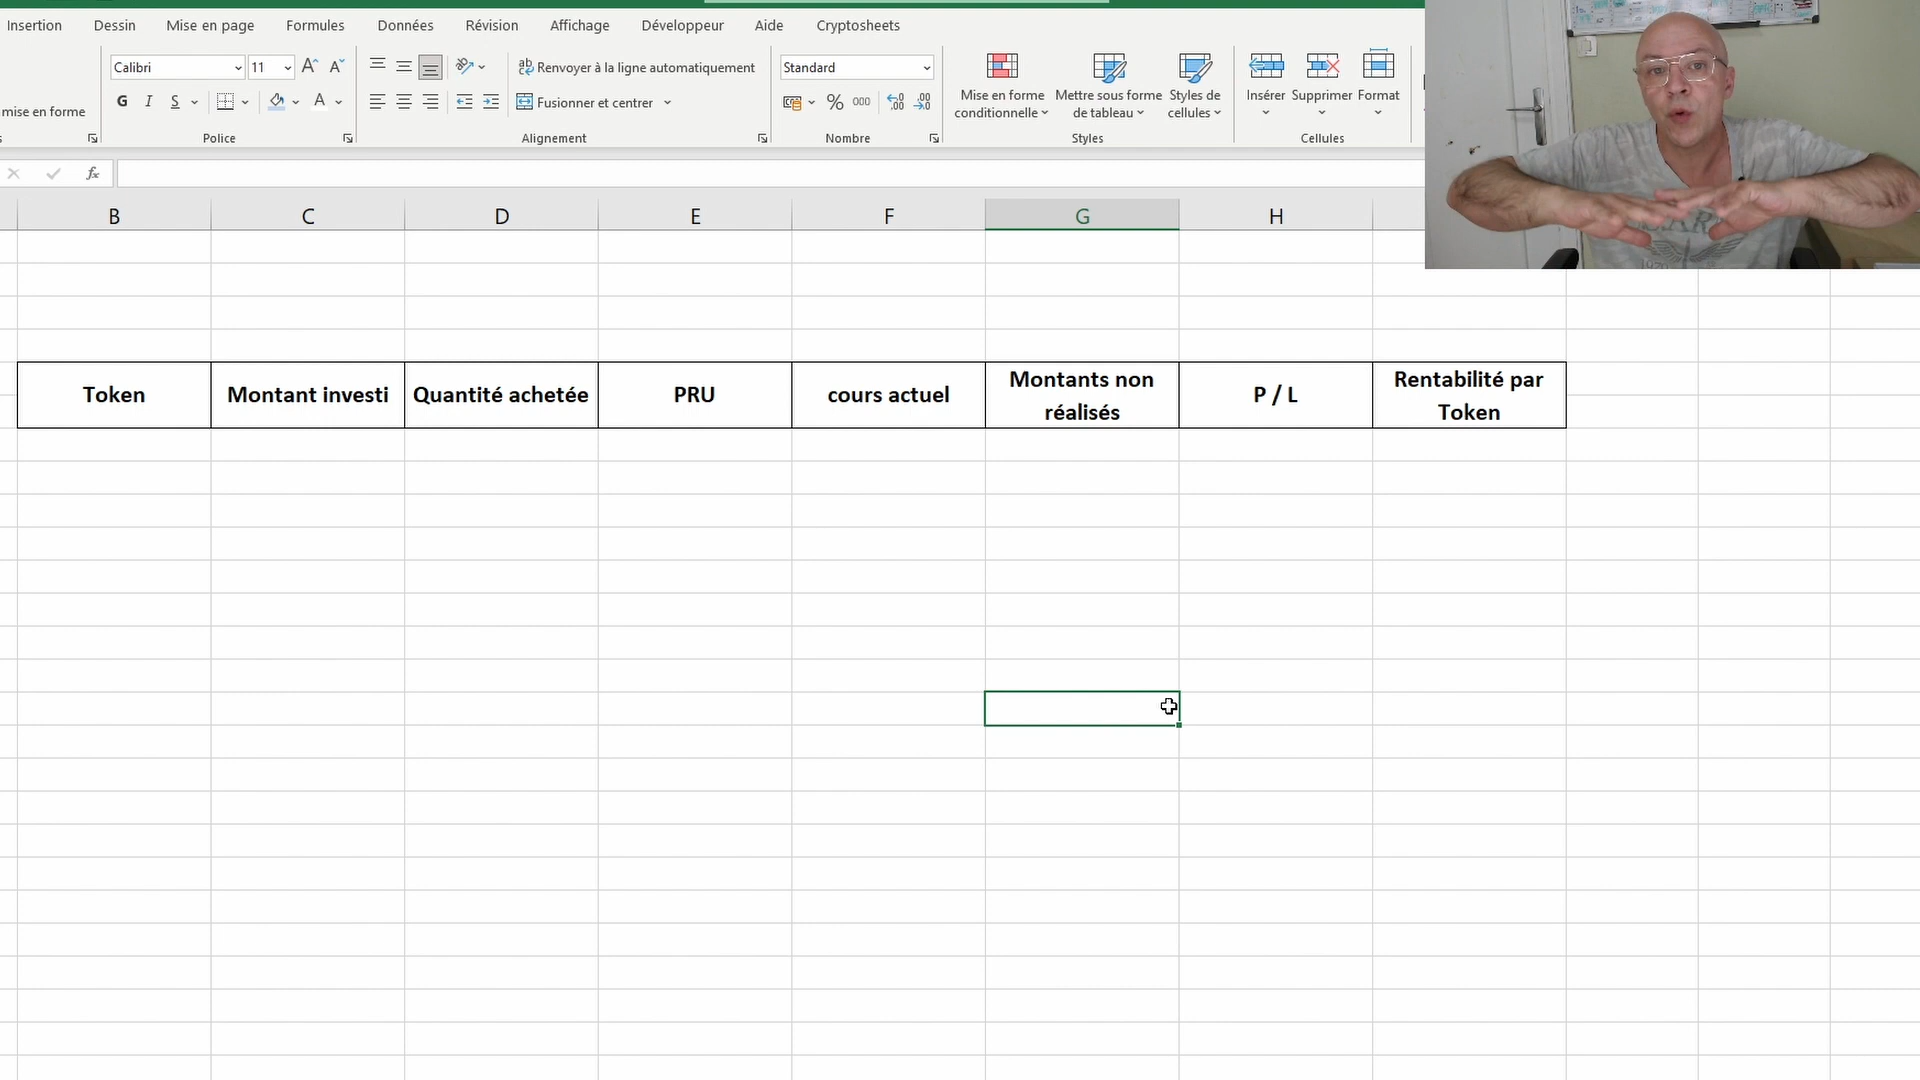 Insertion Dessin Mise en page Formules Données Révision Affichage Développeur Aide Cryptosheets
Calibri 11
Renvoyer à la ligne automatiquement
Standard
mise en forme
G I S
A
Fusionner et centrer
% 000
Mise en forme conditionnelle
Mettre sous forme de tableau
Styles de cellules
Insérer Supprimer Format
Police Alignement Nombre Styles Cellules
fx
B C D E F G H
Token
Montant investi
Quantité achetée
PRU
cours actuel
Montants non
réalisés
P / L
Rentabilité par
Token